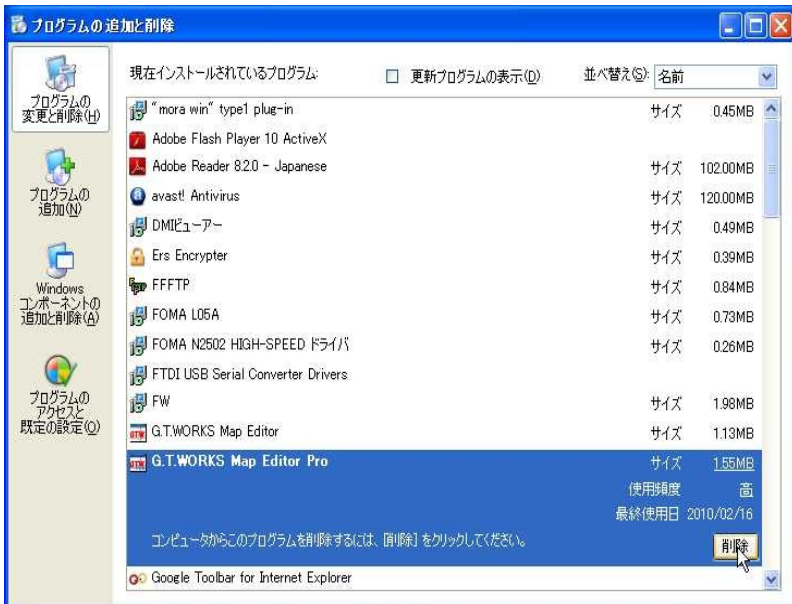 プログラムの追加と削除
プログラムの
変更と削除(H)
プログラムの
追加(N)
Windows
コンポーネントの
追加と削除(A)
プログラムの
アクセスと
既定の設定(O)
現在インストールされているプログラム: 更新プログラムの表示(D) 並べ替え(S): 名前
"mora win" type1 plug-in サイズ 0.45MB
Adobe Flash Player 10 ActiveX
Adobe Reader 8.2.0 - Japanese サイズ 102.00MB
avast! Antivirus サイズ 120.00MB
DMIビューアー サイズ 0.49MB
Ers Encrypter サイズ 0.39MB
FFFTP サイズ 0.84MB
FOMA L05A サイズ 0.73MB
FOMA N2502 HIGH-SPEED ドライバ サイズ 0.26MB
FTDI USB Serial Converter Drivers
FW サイズ 1.98MB
G.T.WORKS Map Editor サイズ 1.13MB
G.T.WORKS Map Editor Pro サイズ 1.55MB
使用頻度 高
最終使用日 2010/02/16
コンピュータからこのプログラムを削除するには、[削除] をクリックしてください。 削除
Google Toolbar for Internet Explorer